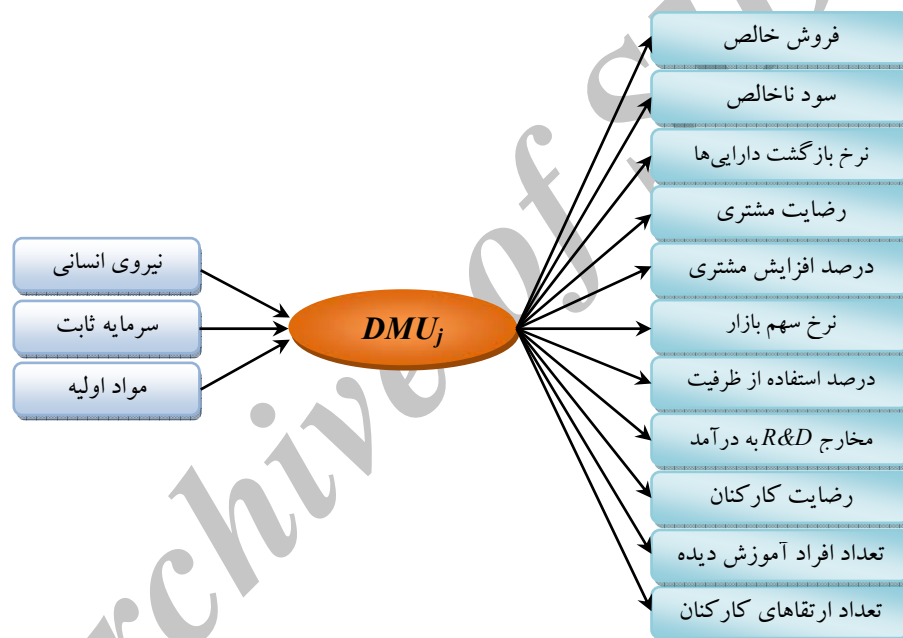 فروش خالص
سود ناخالص
نرخ بازگشت دارایی‌ها
رضایت مشتری
درصد افزایش مشتری
نرخ سهم بازار
درصد استفاده از ظرفیت
مخارج R&D به درآمد
رضایت کارکنان
تعداد افراد آموزش دیده
تعداد ارتقاهای کارکنان
DMUj
نیروی انسانی
سرمایه ثابت
مواد اولیه
rchive of S